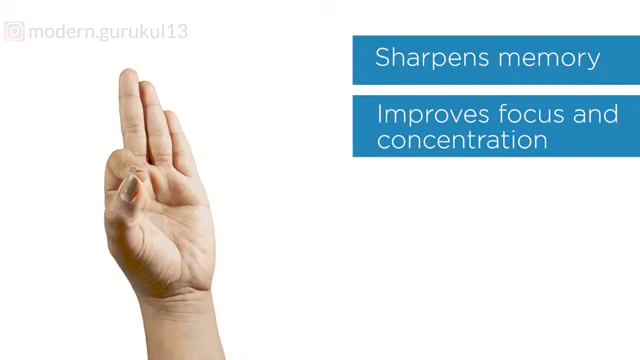 modern.gurukul13
Sharpens memory
Improves focus and
concentration